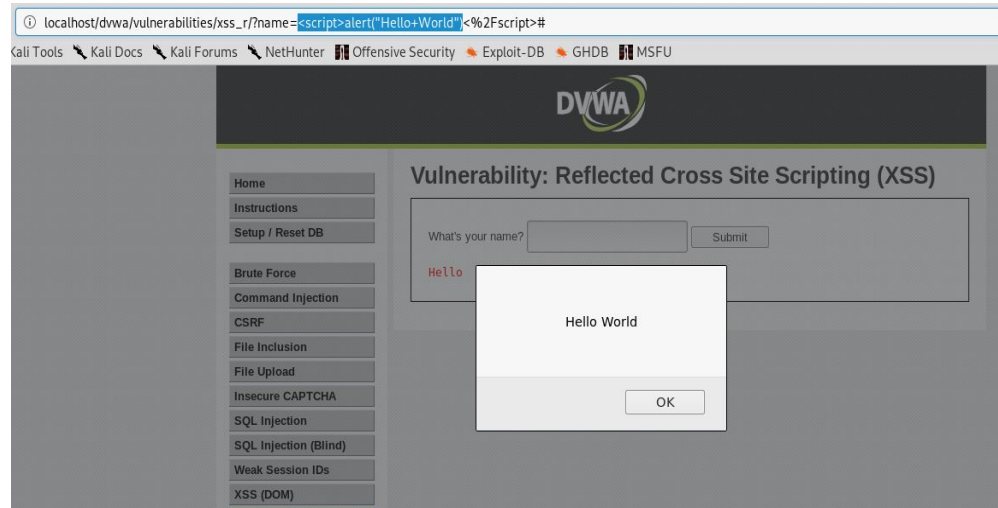 localhost/dvwa/vulnerabilities/xss_r/?name=<script>alert("Hello+World")<%2Fscript>#
Kali Tools Kali Docs Kali Forums NetHunter Offensive Security Exploit-DB GHDB MSFU
DVWA
Vulnerability: Reflected Cross Site Scripting (XSS)
Home
Instructions
Setup / Reset DB
What's your name? Submit
Brute Force
Hello
Command Injection
CSRF
Hello World
File Inclusion
File Upload
Insecure CAPTCHA
OK
SQL Injection
SQL Injection (Blind)
Weak Session IDs
XSS (DOM)